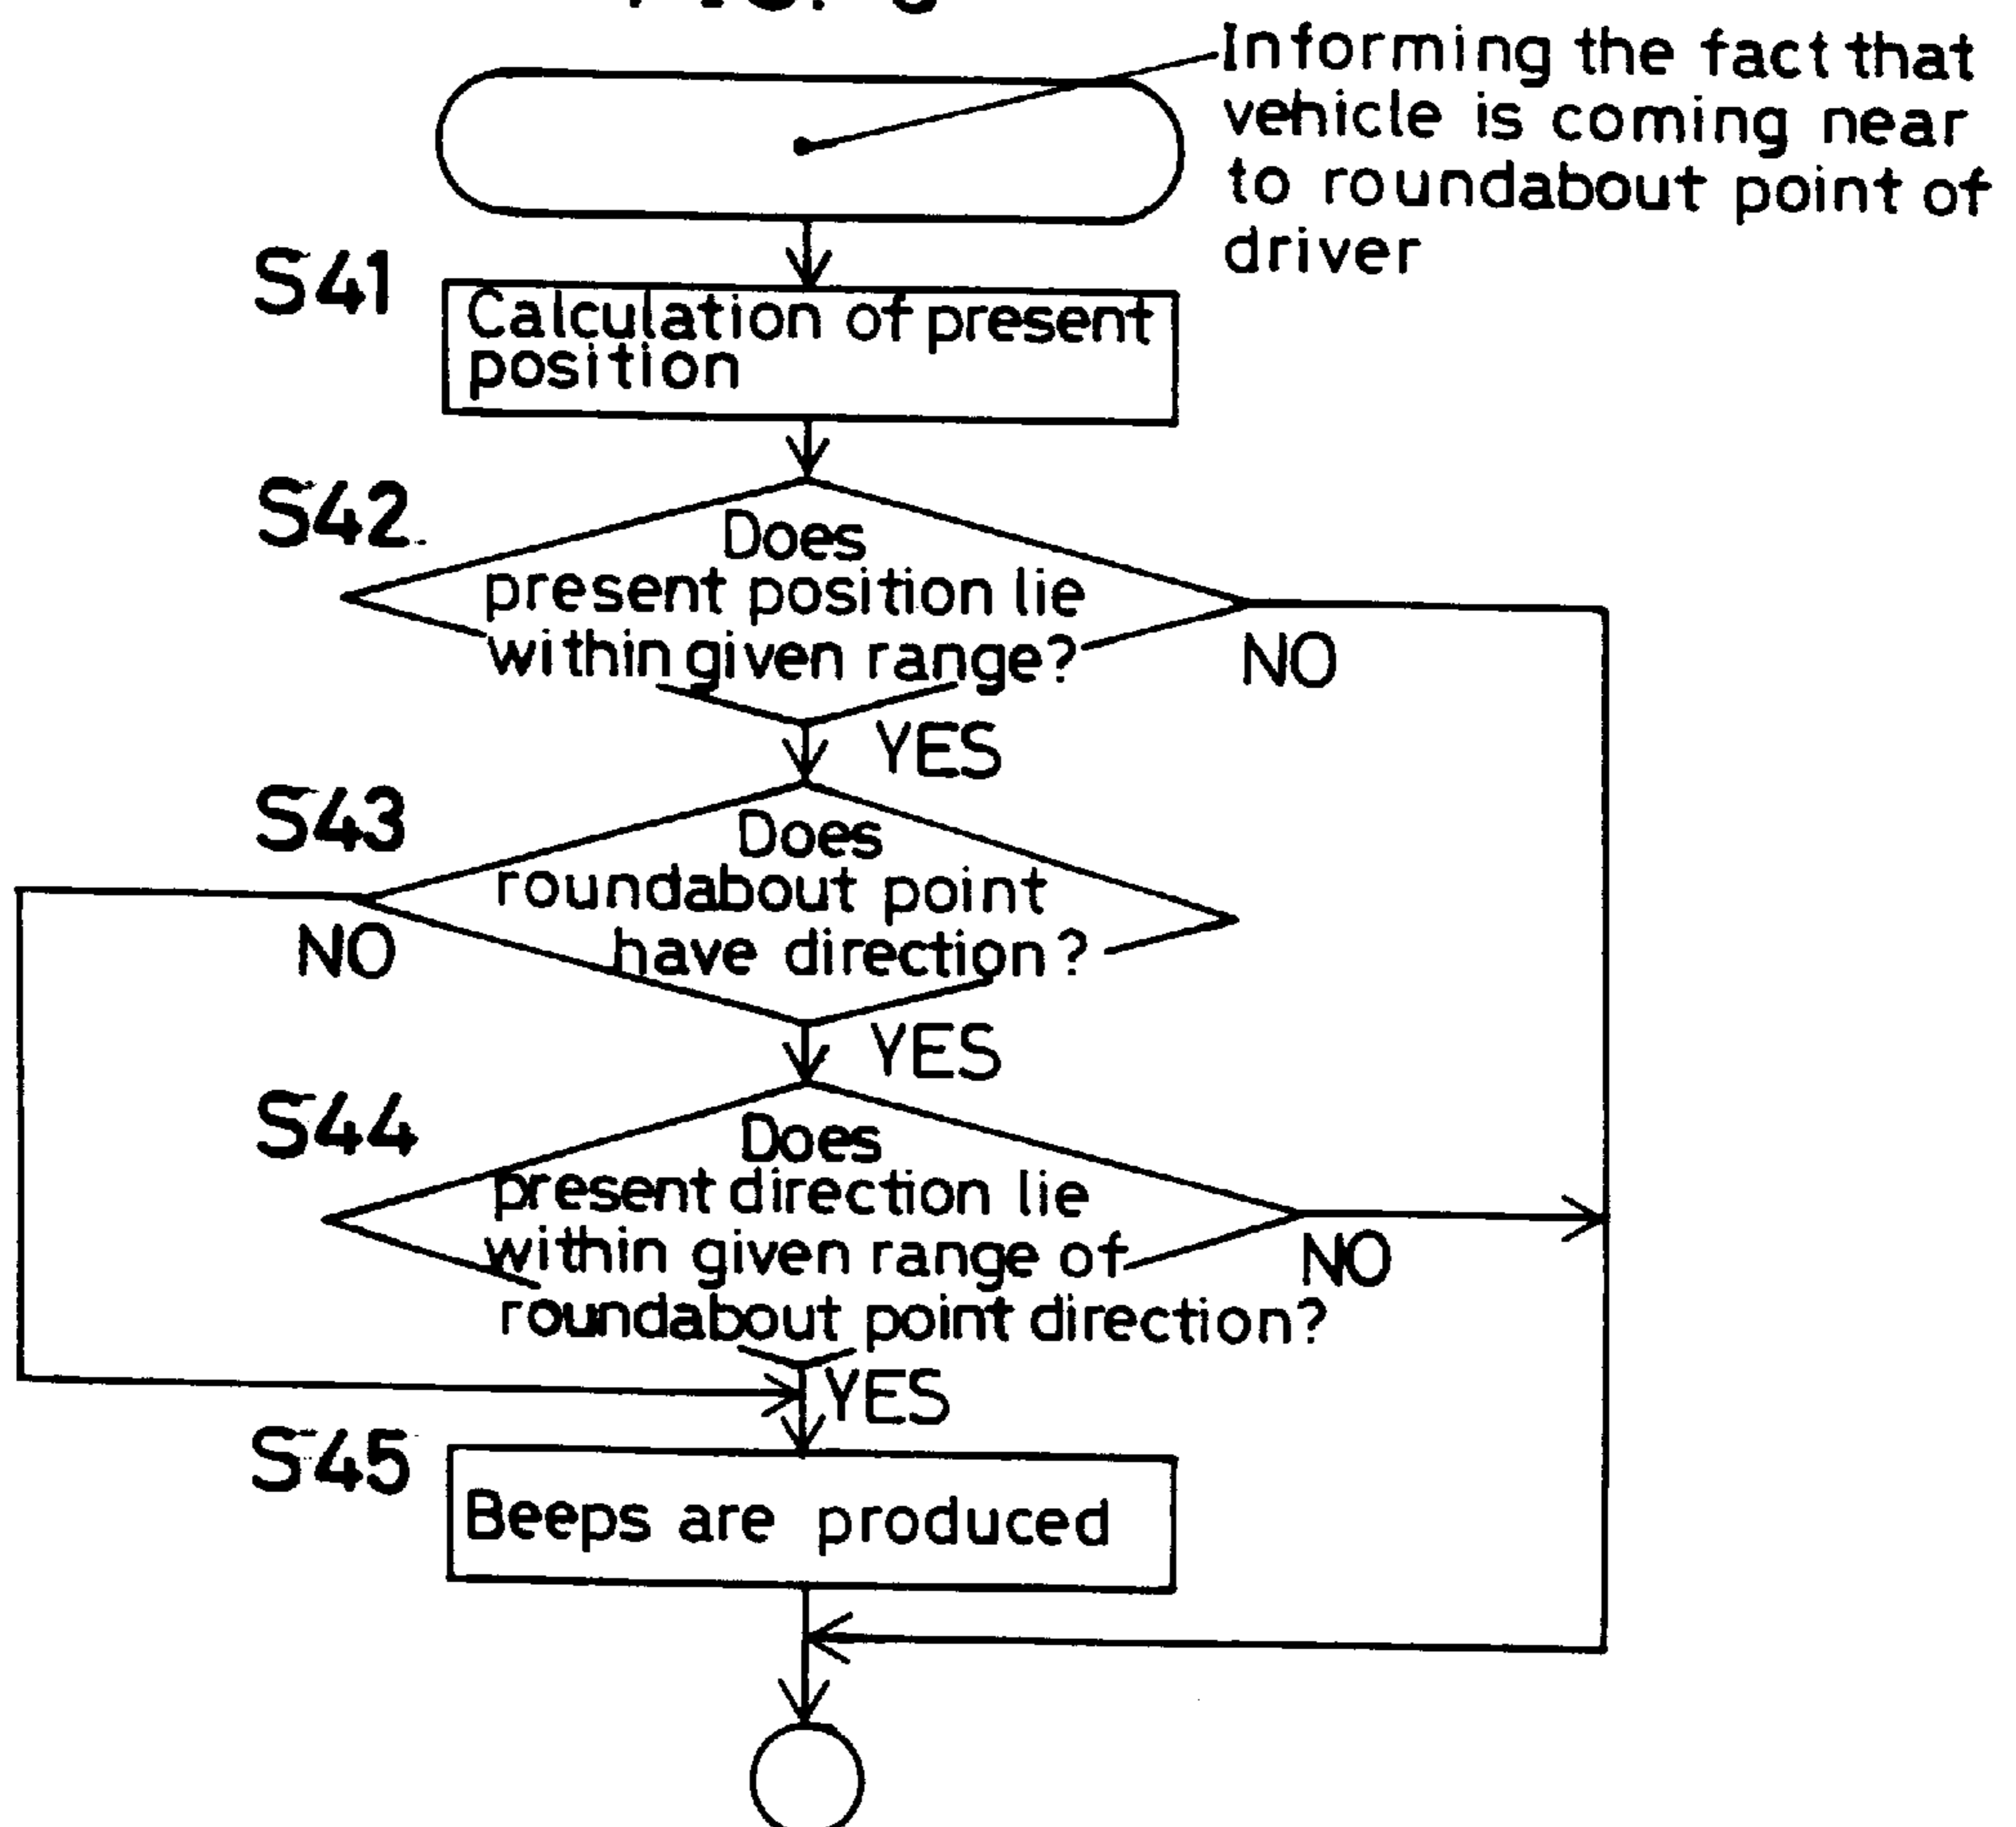 Informing the fact that
vehicle is coming near
to roundabout point of
driver
S41
Calculation of present
position
S42
Does
present position lie
within given range?
NO
YES
S43
Does
roundabout point
have direction?
NO
YES
S44
Does
present direction lie
within given range of
roundabout point direction?
NO
YES
S45
Beeps are produced